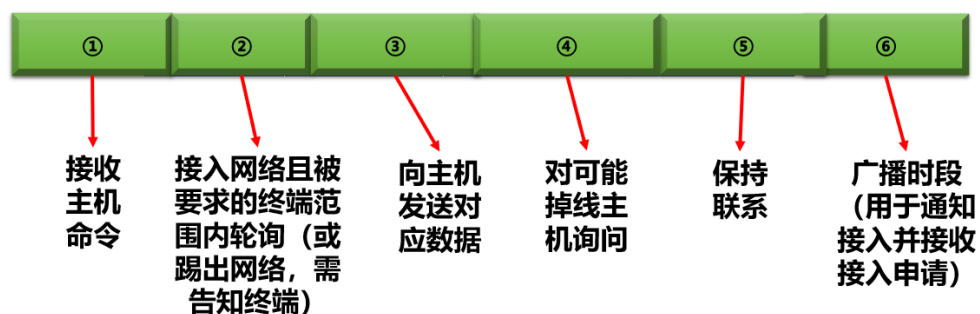 ① ② ③ ④ ⑤ ⑥
接收
主机
命令
接入网络且被
要求的终端范
围内轮询（或
踢出网络，需
告知终端）
向主机
发送对
应数据
对可能
掉线主
机询问
保持
联系
广播时段
（用于通知
接入并接收
接入申请）